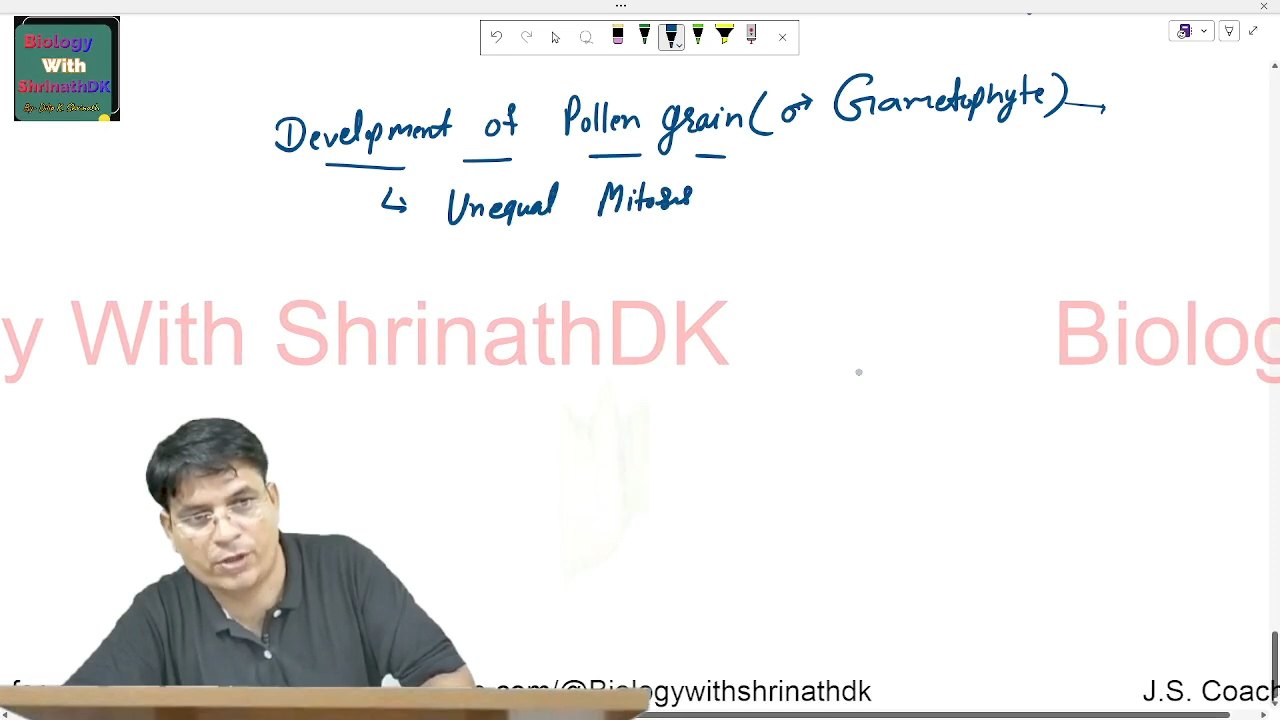 Biology
With
ShrinathDK
Development of Pollen grain (♂ Gametophyte) →
↳ Unequal Mitosis
y With ShrinathDK Biolog
com/@Biologywithshrinathdk J.S. Coach